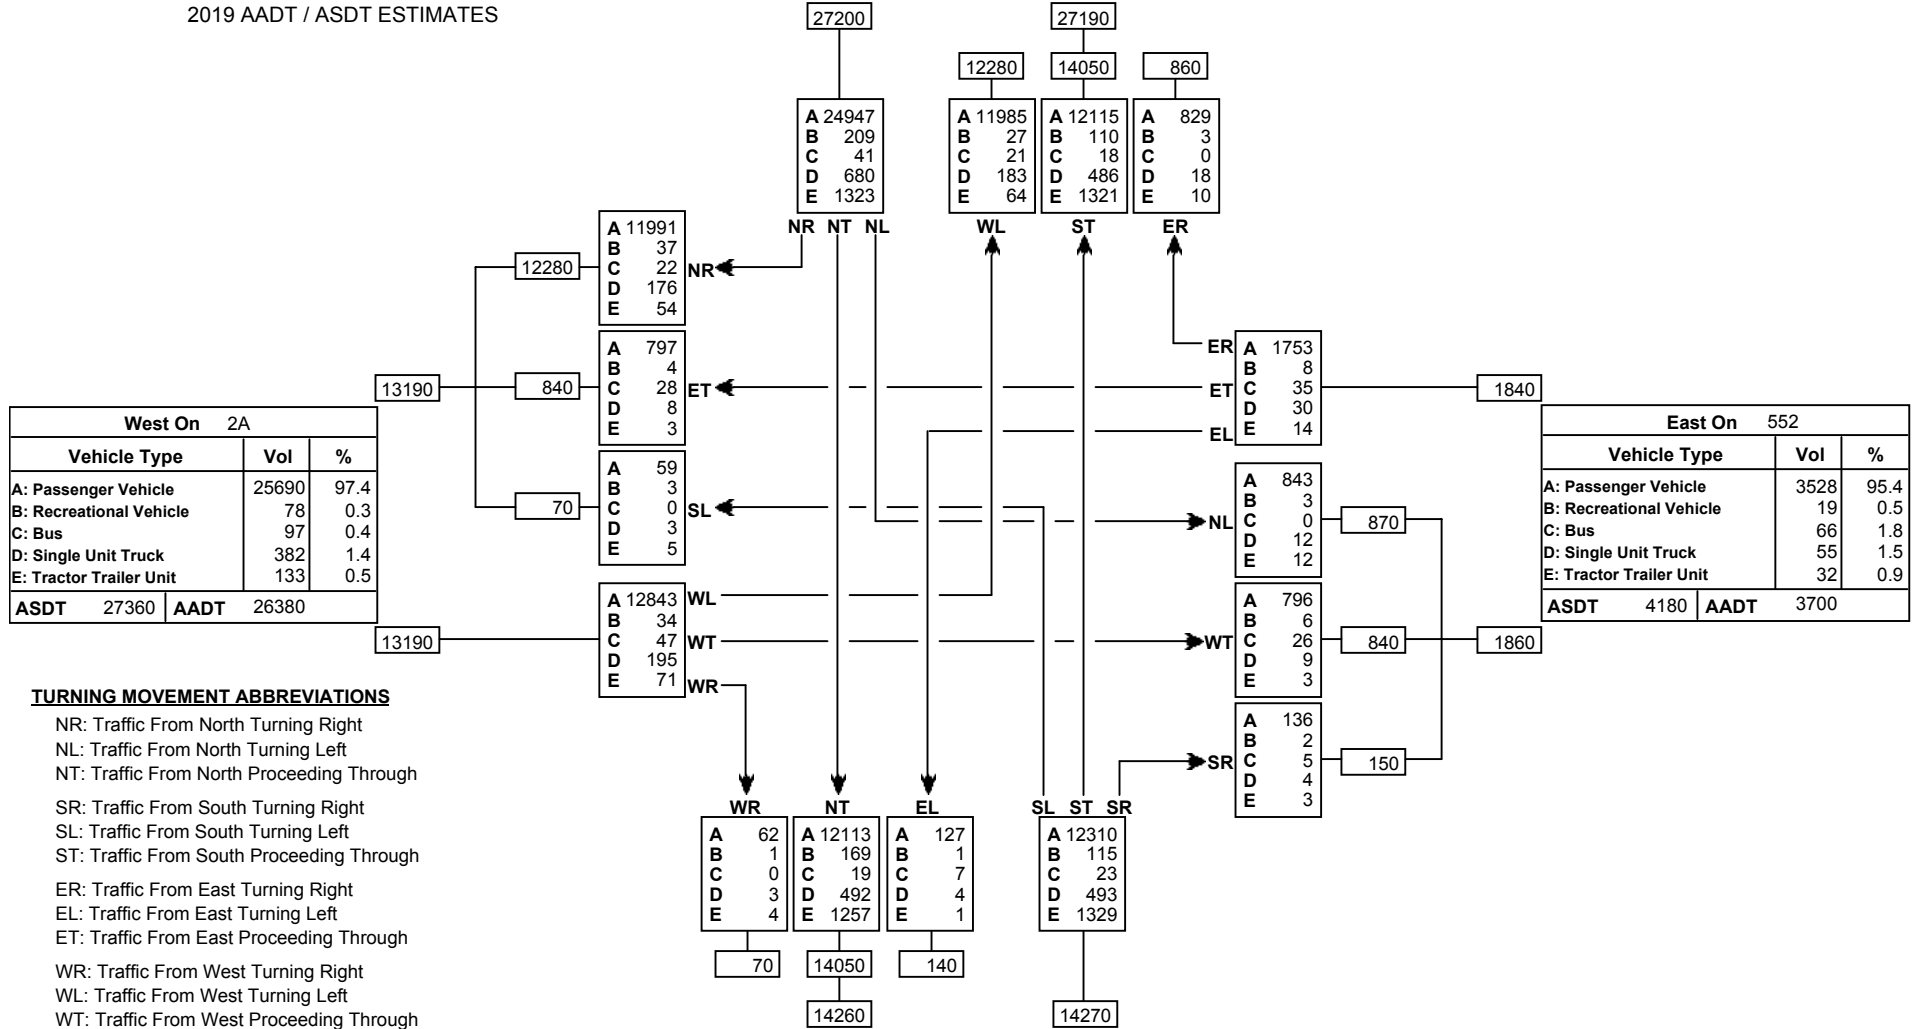 2019 AADT / ASDT ESTIMATES
27200
27190
12280
14050
860
A 24947
B 209
C 41
D 680
E 1323
A 11985
B 27
C 21
D 183
E 64
A 12115
B 110
C 18
D 486
E 1321
A 829
B 3
C 0
D 18
E 10
NR NT NL
WL
ST
ER
12280
A 11991
B 37
C 22
D 176
E 54
NR
13190
840
A 797
B 4
C 28
D 8
E 3
ET
70
A 59
B 3
C 0
D 3
E 5
SL
ER
ET
EL
A 1753
B 8
C 35
D 30
E 14
1840
West On 2A
Vehicle Type Vol %
A: Passenger Vehicle 25690 97.4
B: Recreational Vehicle 78 0.3
C: Bus 97 0.4
D: Single Unit Truck 382 1.4
E: Tractor Trailer Unit 133 0.5
ASDT 27360 AADT 26380
East On 552
Vehicle Type Vol %
A: Passenger Vehicle 3528 95.4
B: Recreational Vehicle 19 0.5
C: Bus 66 1.8
D: Single Unit Truck 55 1.5
E: Tractor Trailer Unit 32 0.9
ASDT 4180 AADT 3700
NL
A 843
B 3
C 0
D 12
E 12
870
13190
A 12843
B 34
C 47
D 195
E 71
WL
WT
WR
WT
A 796
B 6
C 26
D 9
E 3
840
1860
SR
A 136
B 2
C 5
D 4
E 3
150
TURNING MOVEMENT ABBREVIATIONS
NR: Traffic From North Turning Right
NL: Traffic From North Turning Left
NT: Traffic From North Proceeding Through
SR: Traffic From South Turning Right
SL: Traffic From South Turning Left
ST: Traffic From South Proceeding Through
ER: Traffic From East Turning Right
EL: Traffic From East Turning Left
ET: Traffic From East Proceeding Through
WR: Traffic From West Turning Right
WL: Traffic From West Turning Left
WT: Traffic From West Proceeding Through
WR
NT
EL
SL ST SR
A 62
B 1
C 0
D 3
E 4
A 12113
B 169
C 19
D 492
E 1257
A 127
B 1
C 7
D 4
E 1
A 12310
B 115
C 23
D 493
E 1329
70
14050
140
14260
14270